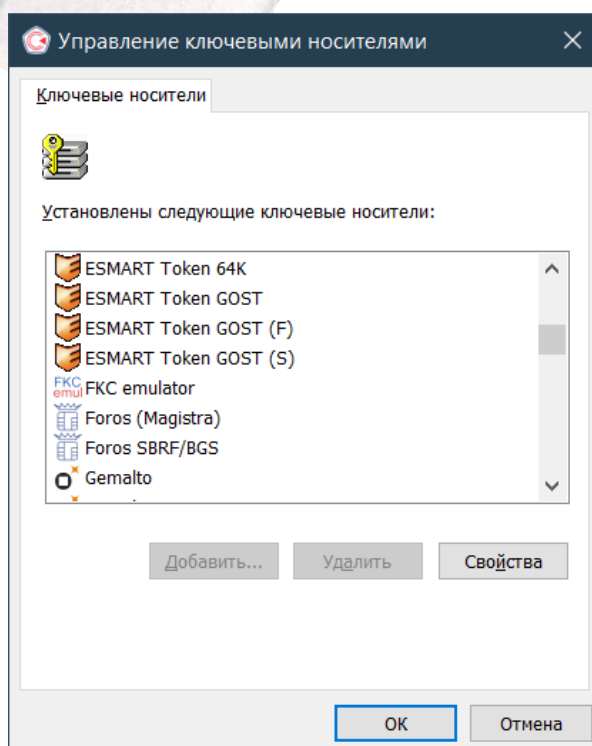 Управление ключевыми носителями
Ключевые носители
Установлены следующие ключевые носители:
ESMART Token 64K
ESMART Token GOST
ESMART Token GOST (F)
ESMART Token GOST (S)
FKC emul FKC emulator
Foros (Magistra)
Foros SBRF/BGS
Gemalto
Добавить... Удалить Свойства
ОК Отмена